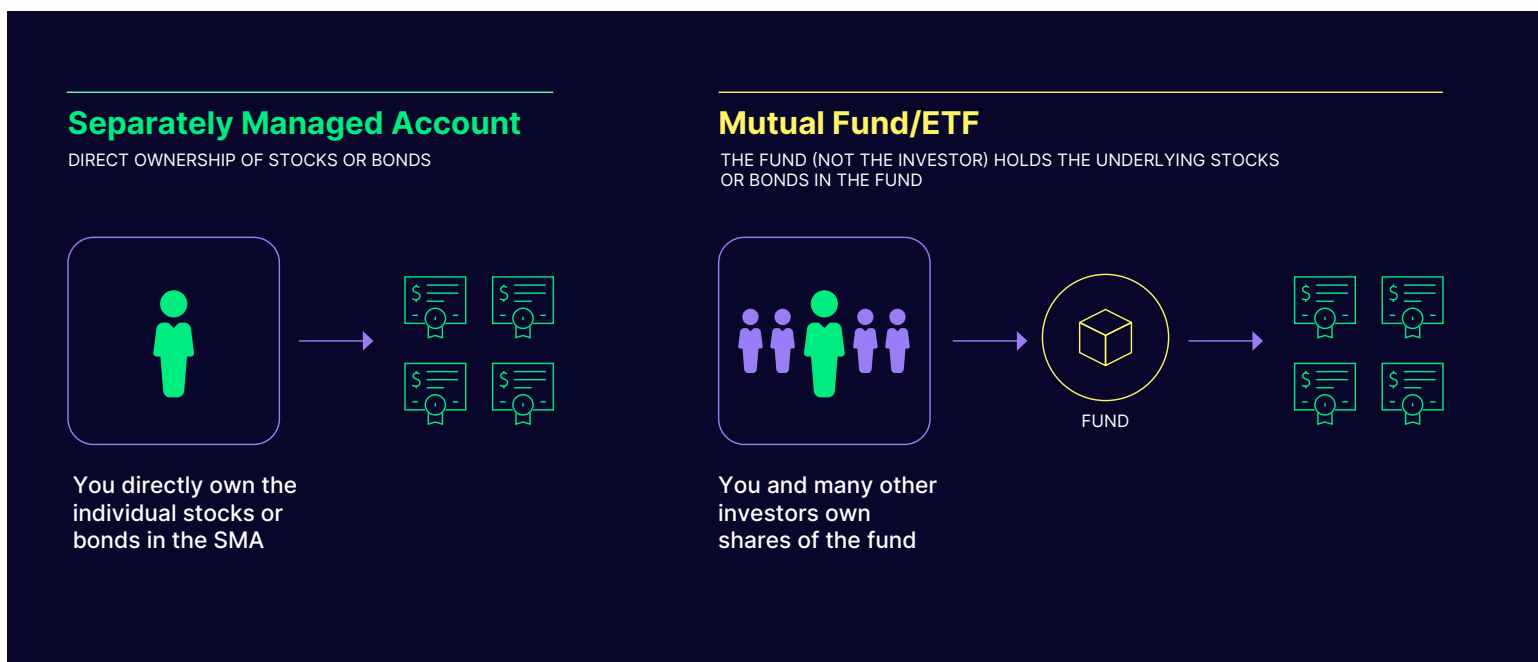 Separately Managed Account
DIRECT OWNERSHIP OF STOCKS OR BONDS
$
$
$
$
You directly own the
individual stocks or
bonds in the SMA
Mutual Fund/ETF
THE FUND (NOT THE INVESTOR) HOLDS THE UNDERLYING STOCKS
OR BONDS IN THE FUND
FUND
$
$
$
$
You and many other
investors own
shares of the fund